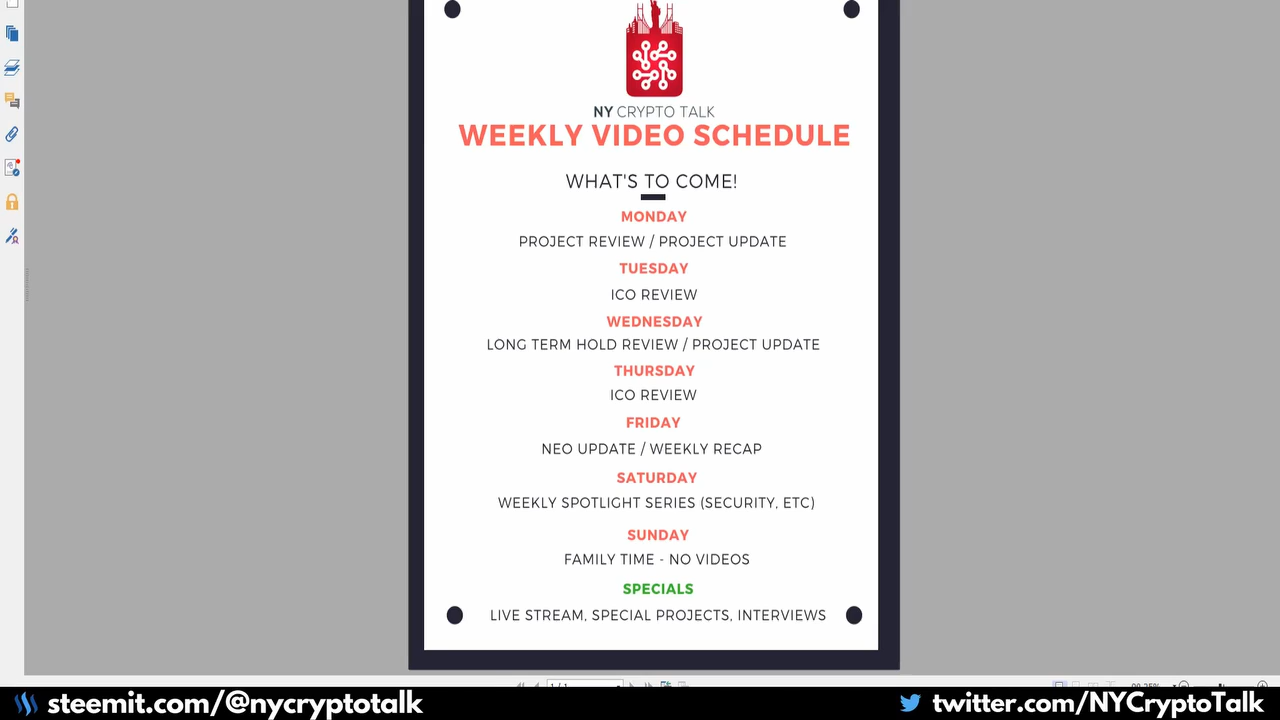 NY CRYPTO TALK
WEEKLY VIDEO SCHEDULE
WHAT'S TO COME!
MONDAY
PROJECT REVIEW / PROJECT UPDATE
TUESDAY
ICO REVIEW
WEDNESDAY
LONG TERM HOLD REVIEW / PROJECT UPDATE
THURSDAY
ICO REVIEW
FRIDAY
NEO UPDATE / WEEKLY RECAP
SATURDAY
WEEKLY SPOTLIGHT SERIES (SECURITY, ETC)
SUNDAY
FAMILY TIME - NO VIDEOS
SPECIALS
LIVE STREAM, SPECIAL PROJECTS, INTERVIEWS
steemit.com/@nycryptotalk
twitter.com/NYCryptoTalk